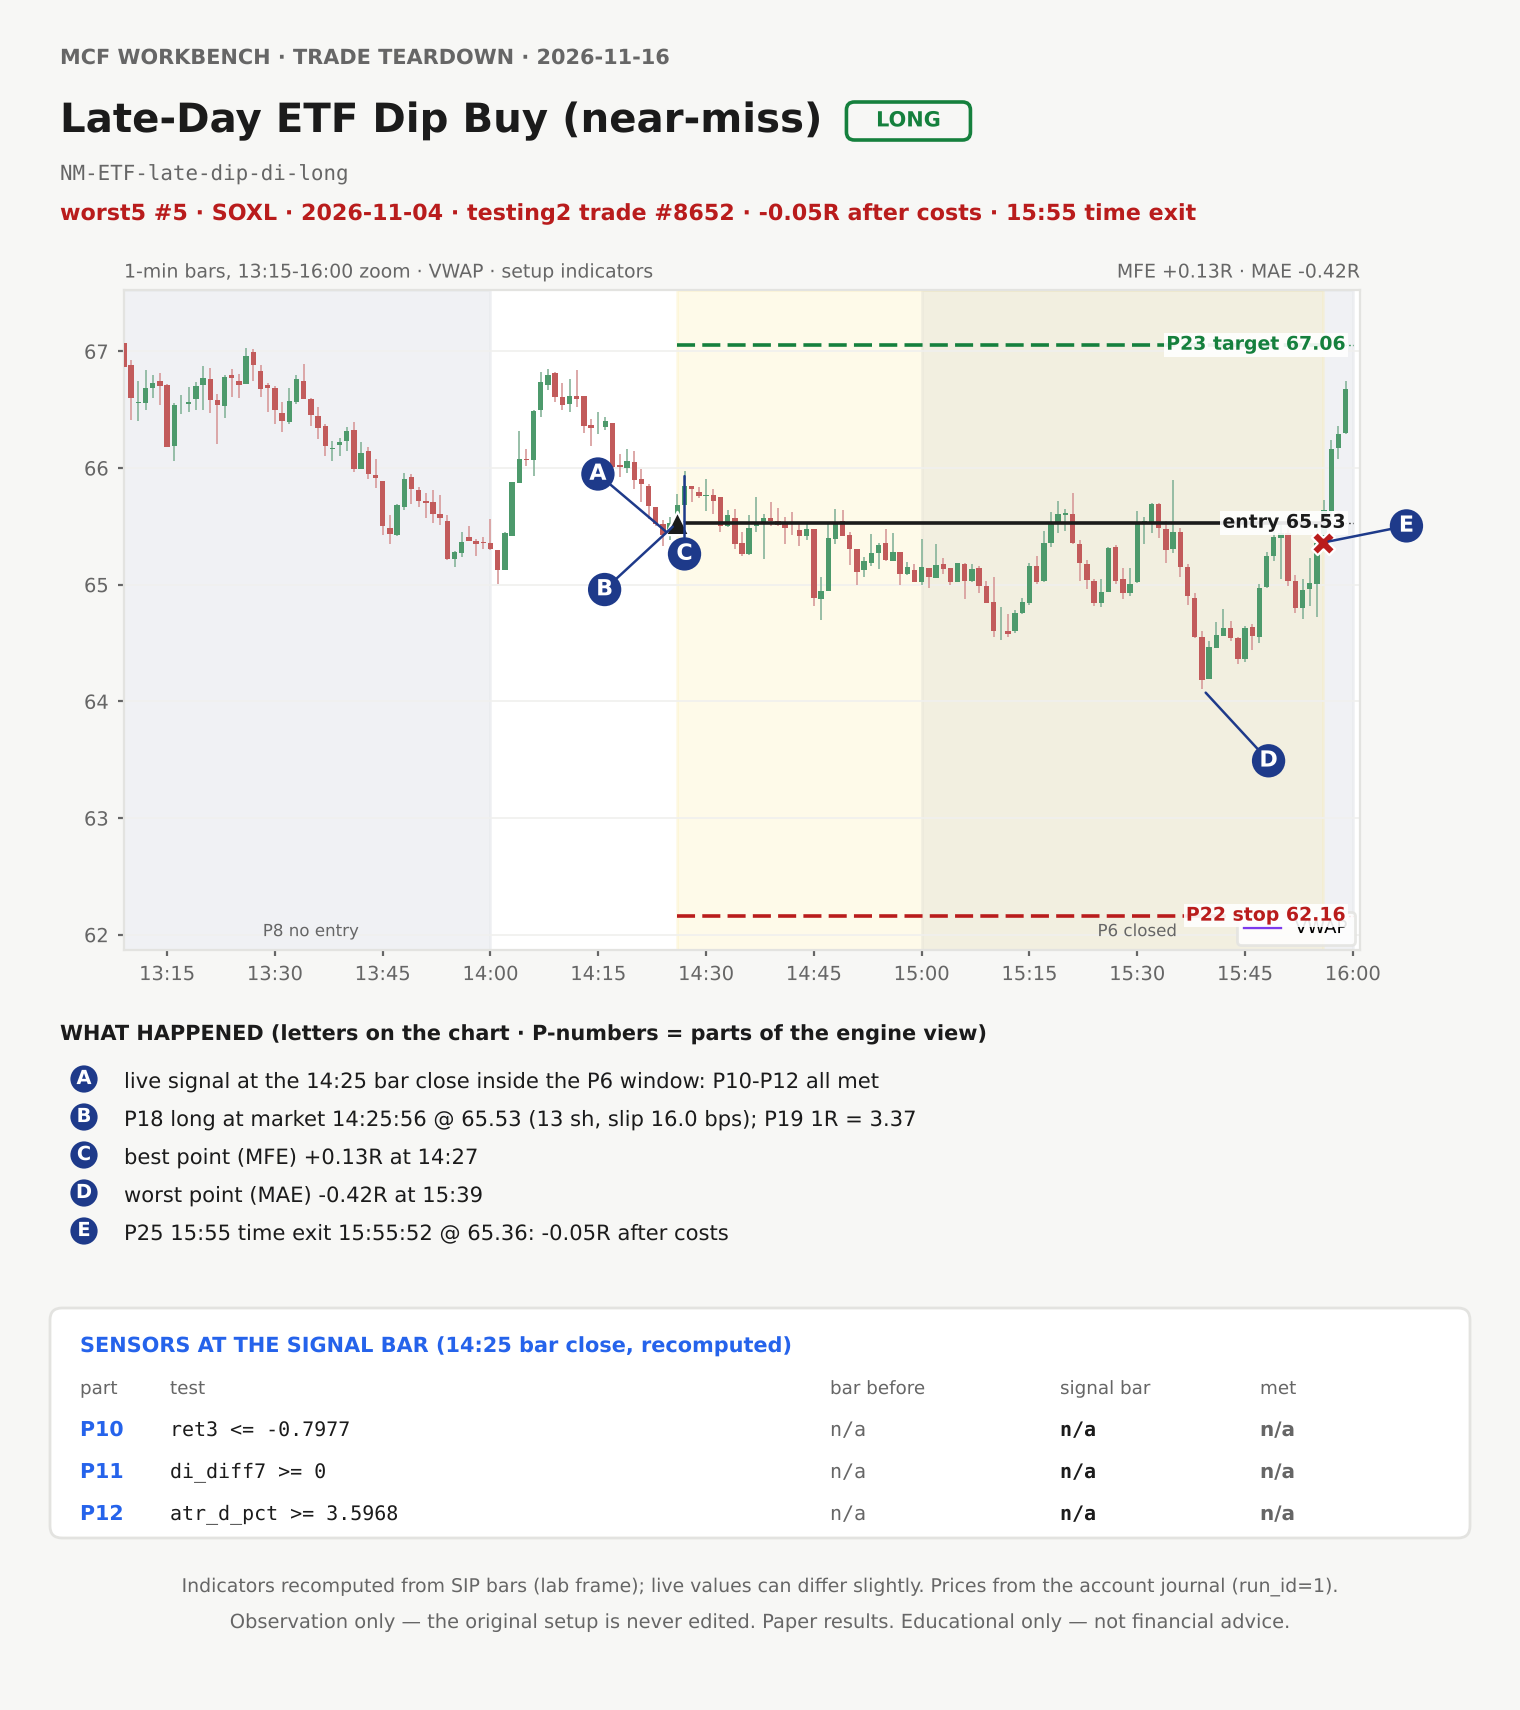 MCF WORKBENCH · TRADE TEARDOWN · 2026-11-16
Late-Day ETF Dip Buy (near-miss) LONG
NM-ETF-late-dip-di-long
worst5 #5 · SOXL · 2026-11-04 · testing2 trade #8652 · -0.05R after costs · 15:55 time exit
1-min bars, 13:15-16:00 zoom · VWAP · setup indicators MFE +0.13R · MAE -0.42R
67
66
65
64
63
62
P23 target 67.06
entry 65.53
A
B
C
D
E
P22 stop 62.16
P8 no entry
P6 closed
VWAP
13:15 13:30 13:45 14:00 14:15 14:30 14:45 15:00 15:15 15:30 15:45 16:00
WHAT HAPPENED (letters on the chart · P-numbers = parts of the engine view)
A live signal at the 14:25 bar close inside the P6 window: P10-P12 all met
B P18 long at market 14:25:56 @ 65.53 (13 sh, slip 16.0 bps); P19 1R = 3.37
C best point (MFE) +0.13R at 14:27
D worst point (MAE) -0.42R at 15:39
E P25 15:55 time exit 15:55:52 @ 65.36: -0.05R after costs
SENSORS AT THE SIGNAL BAR (14:25 bar close, recomputed)
part test bar before signal bar met
P10 ret3 <= -0.7977 n/a n/a n/a
P11 di_diff7 >= 0 n/a n/a n/a
P12 atr_d_pct >= 3.5968 n/a n/a n/a
Indicators recomputed from SIP bars (lab frame); live values can differ slightly. Prices from the account journal (run_id=1).
Observation only — the original setup is never edited. Paper results. Educational only — not financial advice.